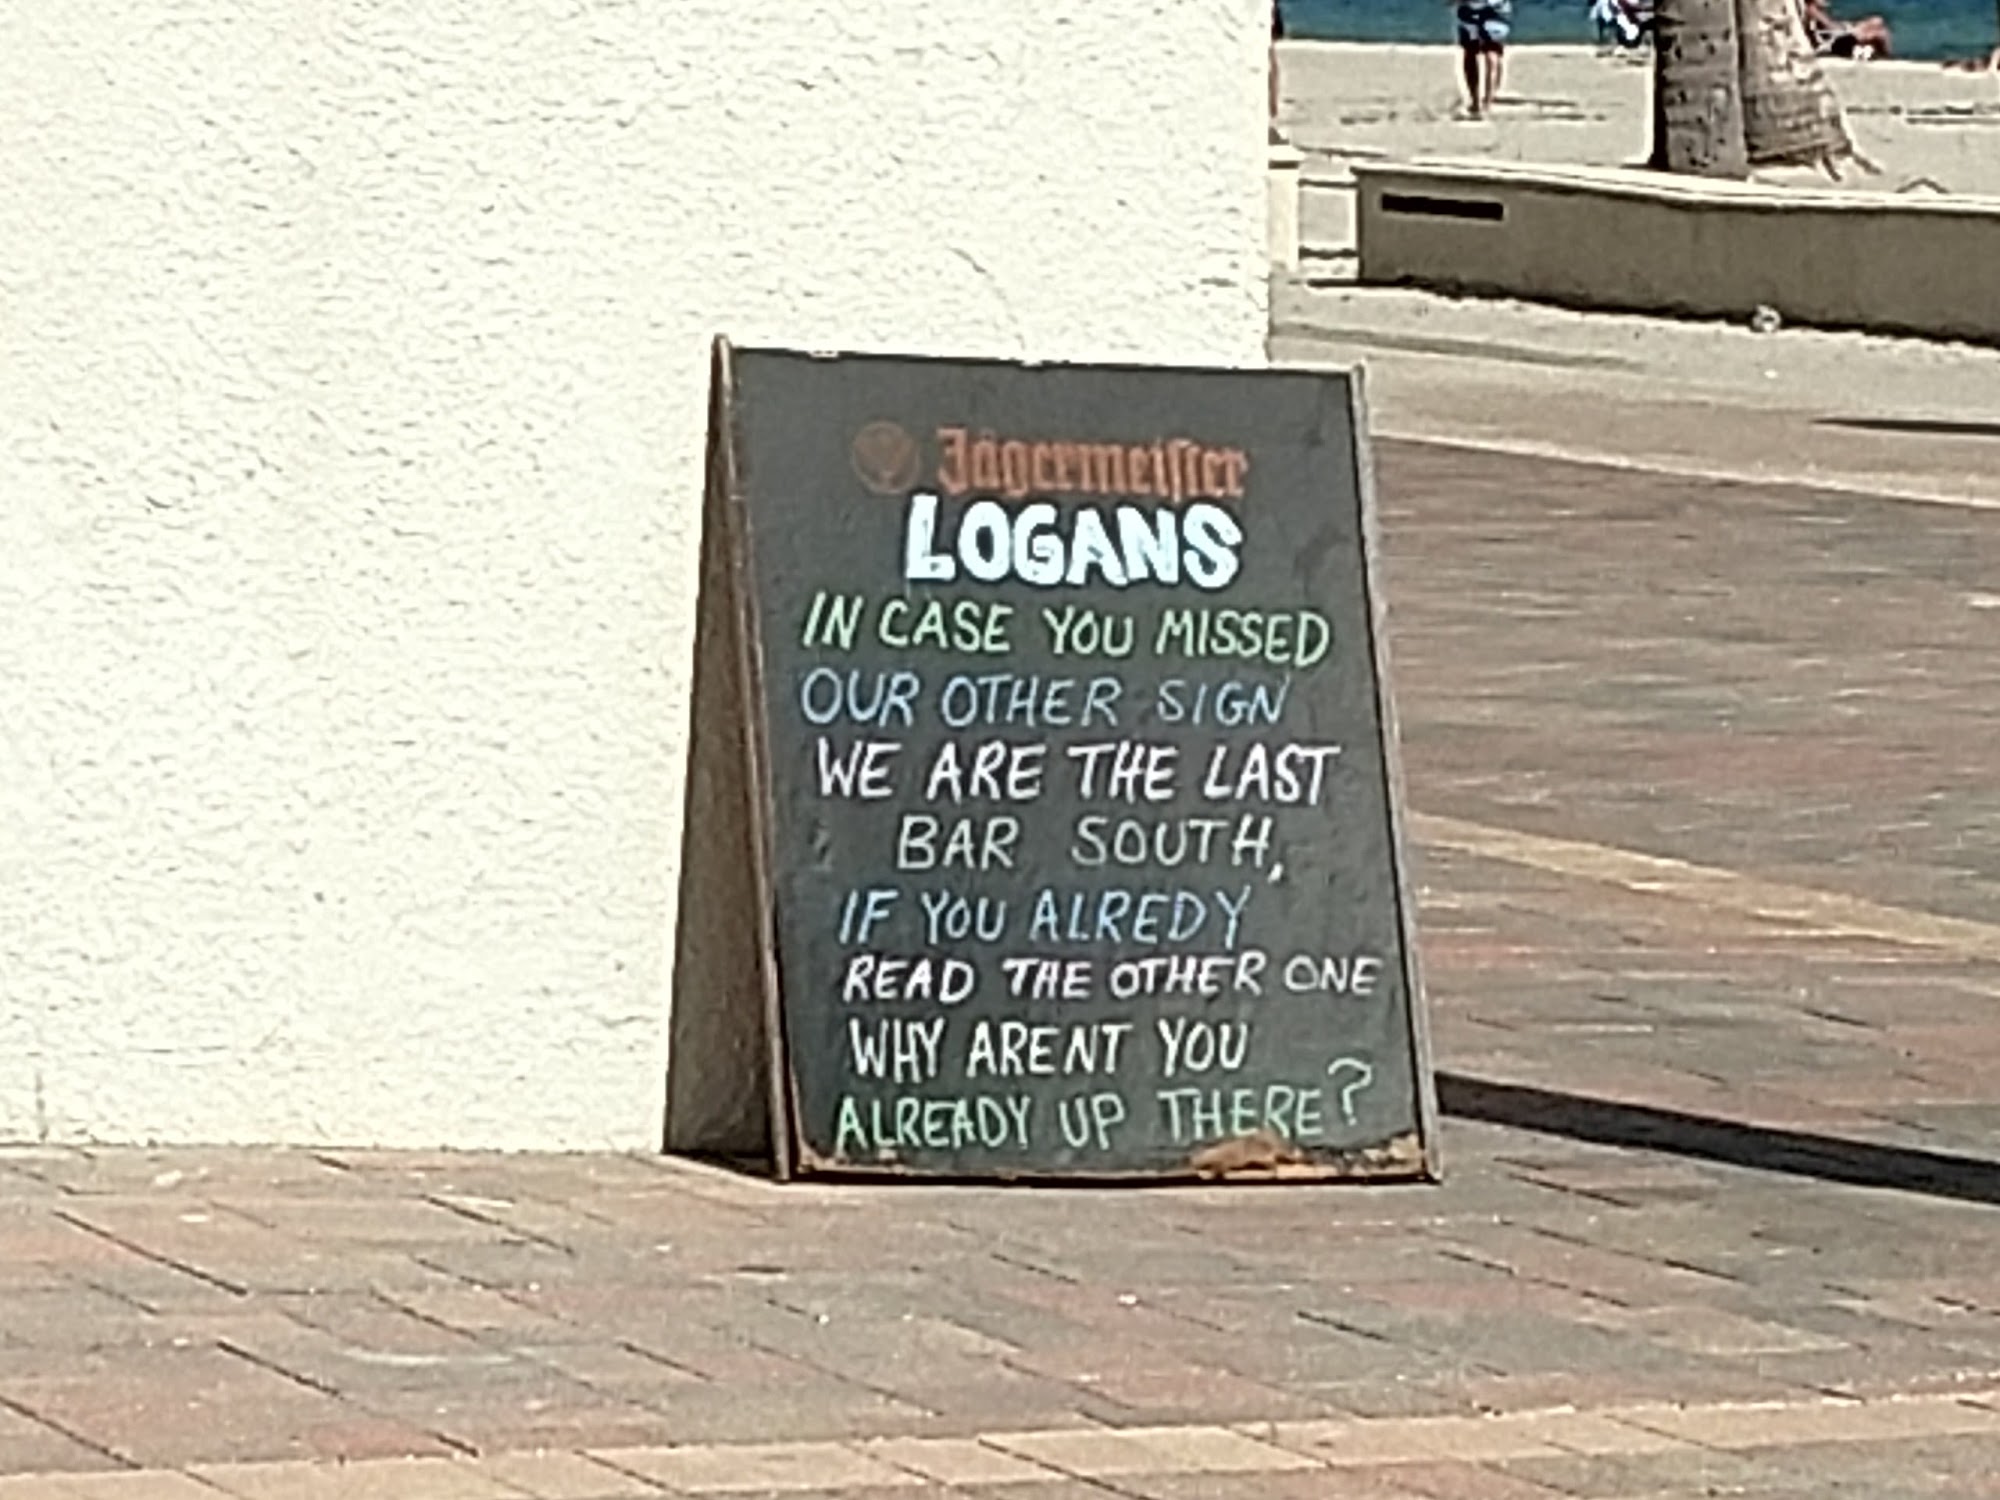 Jägermeister
LOGANS
IN CASE YOU MISSED
OUR OTHER SIGN
WE ARE THE LAST
BAR SOUTH,
IF YOU ALREDY
READ THE OTHER ONE
WHY ARENT YOU
ALREADY UP THERE?